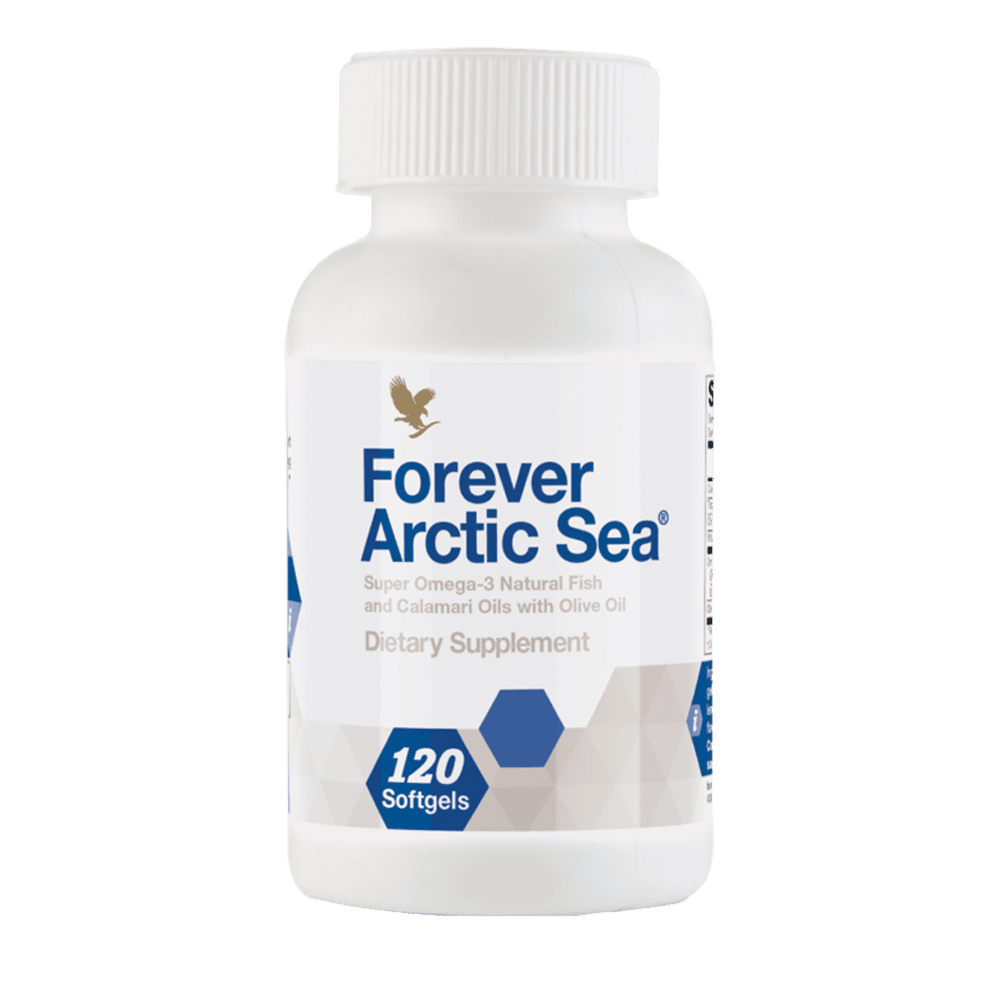 Forever
Arctic Sea®
Super Omega-3 Natural Fish
and Calamari Oils with Olive Oil
Dietary Supplement
120
Softgels